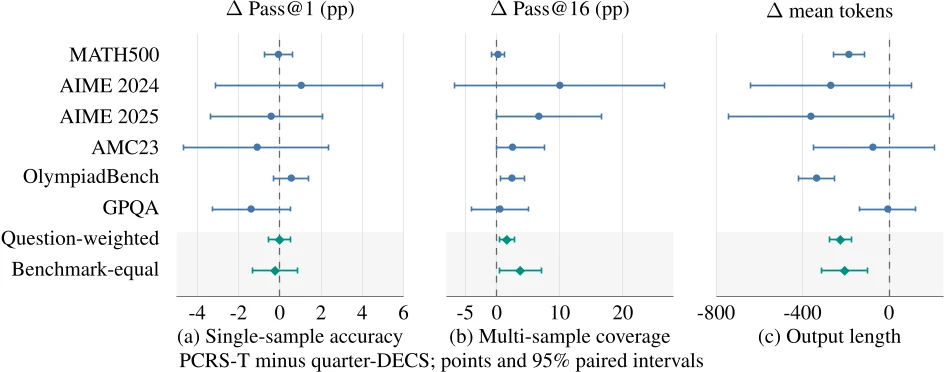 Δ Pass@1 (pp) Δ Pass@16 (pp) Δ mean tokens
MATH500
AIME 2024
AIME 2025
AMC23
OlympiadBench
GPQA
Question-weighted
Benchmark-equal
-4 -2 0 2 4 6 -5 0 10 20 -800 -400 0
(a) Single-sample accuracy (b) Multi-sample coverage (c) Output length
PCRS-T minus quarter-DECS; points and 95% paired intervals